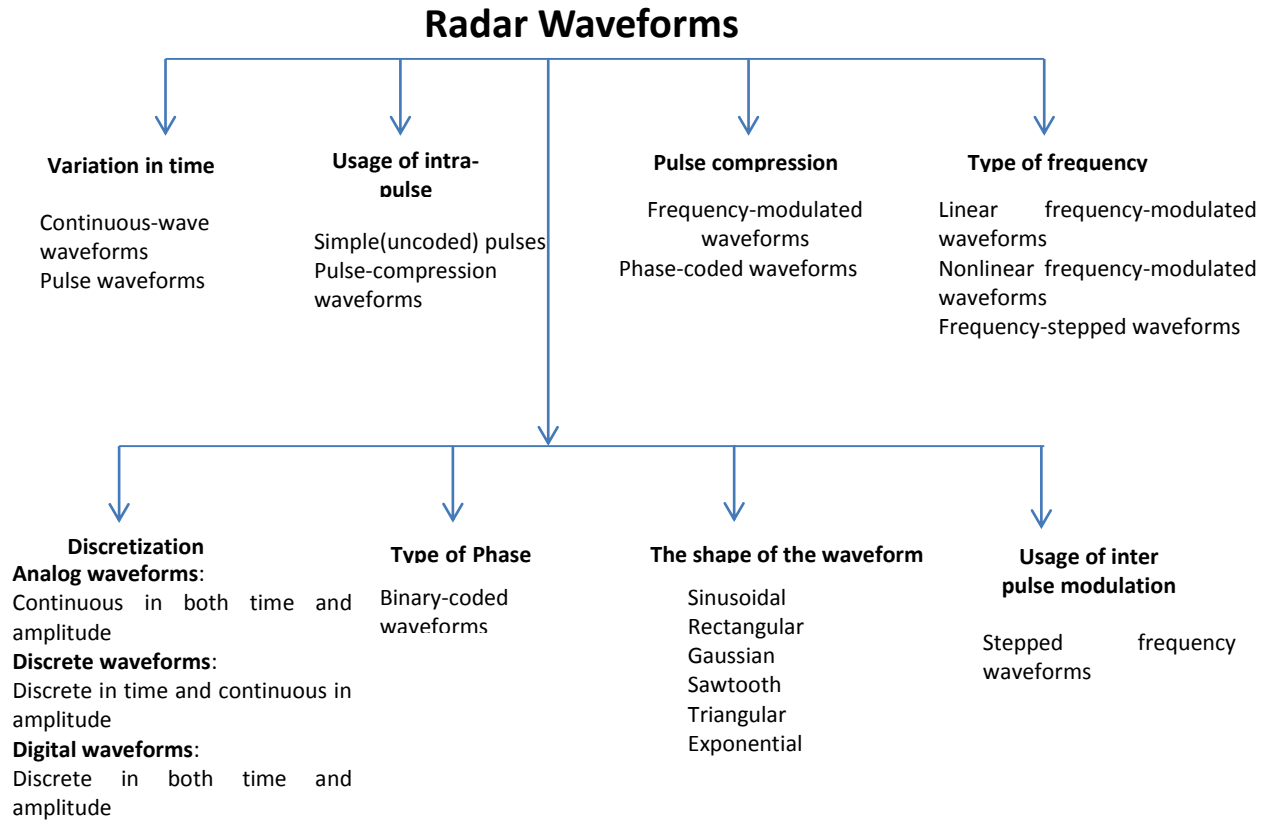 Radar Waveforms
Variation in time
Continuous-wave
waveforms
Pulse waveforms
Usage of intra-
pulse
Simple(uncoded) pulses
Pulse-compression
waveforms
Pulse compression
Frequency-modulated
waveforms
Phase-coded waveforms
Type of frequency
Linear frequency-modulated
waveforms
Nonlinear frequency-modulated
waveforms
Frequency-stepped waveforms
Discretization
Analog waveforms:
Continuous in both time and
amplitude
Discrete waveforms:
Discrete in time and continuous in
amplitude
Digital waveforms:
Discrete in both time and
amplitude
Type of Phase
Binary-coded
waveforms
The shape of the waveform
Sinusoidal
Rectangular
Gaussian
Sawtooth
Triangular
Exponential
Usage of inter
pulse modulation
Stepped frequency
waveforms